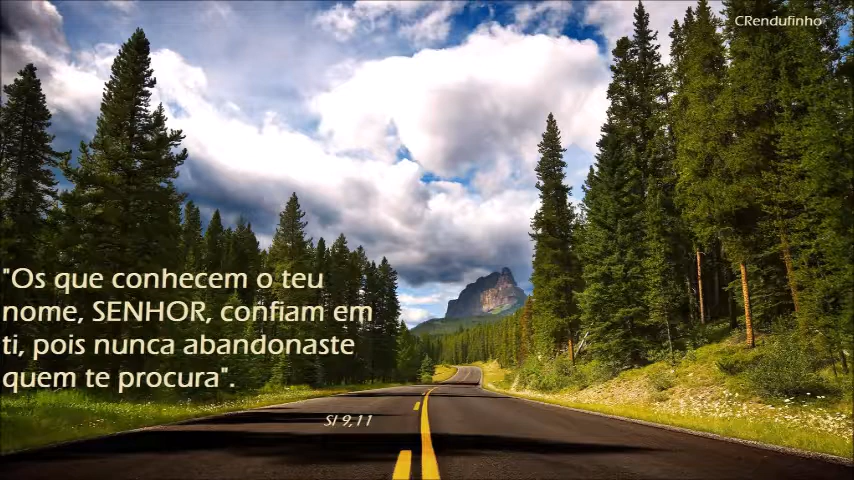 CRendufinho
"Os que conhecem o teu
nome, SENHOR, confiam em
ti, pois nunca abandonaste
quem te procura".
Sl 9,11